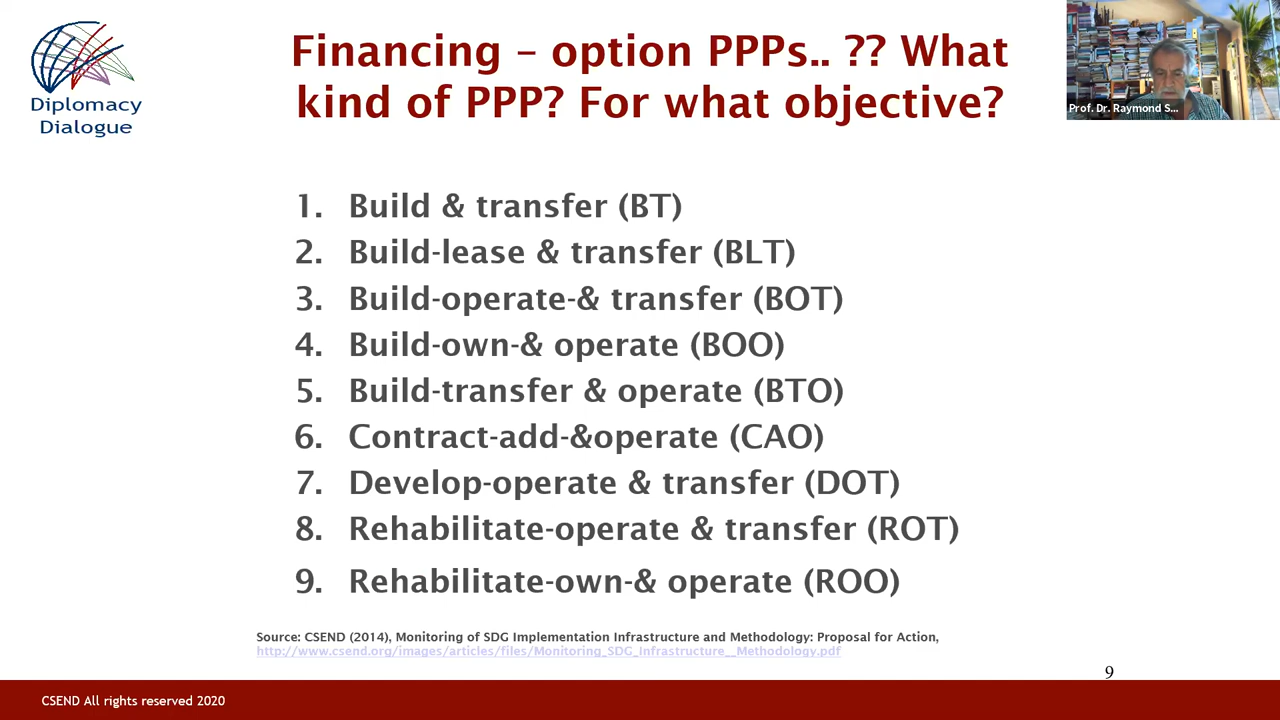 Financing – option PPPs.. ?? What
kind of PPP? For what objective?
Diplomacy
Dialogue
Prof. Dr. Raymond S...
1. Build & transfer (BT)
2. Build-lease & transfer (BLT)
3. Build-operate-& transfer (BOT)
4. Build-own-& operate (BOO)
5. Build-transfer & operate (BTO)
6. Contract-add-&operate (CAO)
7. Develop-operate & transfer (DOT)
8. Rehabilitate-operate & transfer (ROT)
9. Rehabilitate-own-& operate (ROO)
Source: CSEND (2014), Monitoring of SDG Implementation Infrastructure and Methodology: Proposal for Action,
http://www.csend.org/images/articles/files/Monitoring_SDG_Infrastructure__Methodology.pdf
9
CSEND All rights reserved 2020